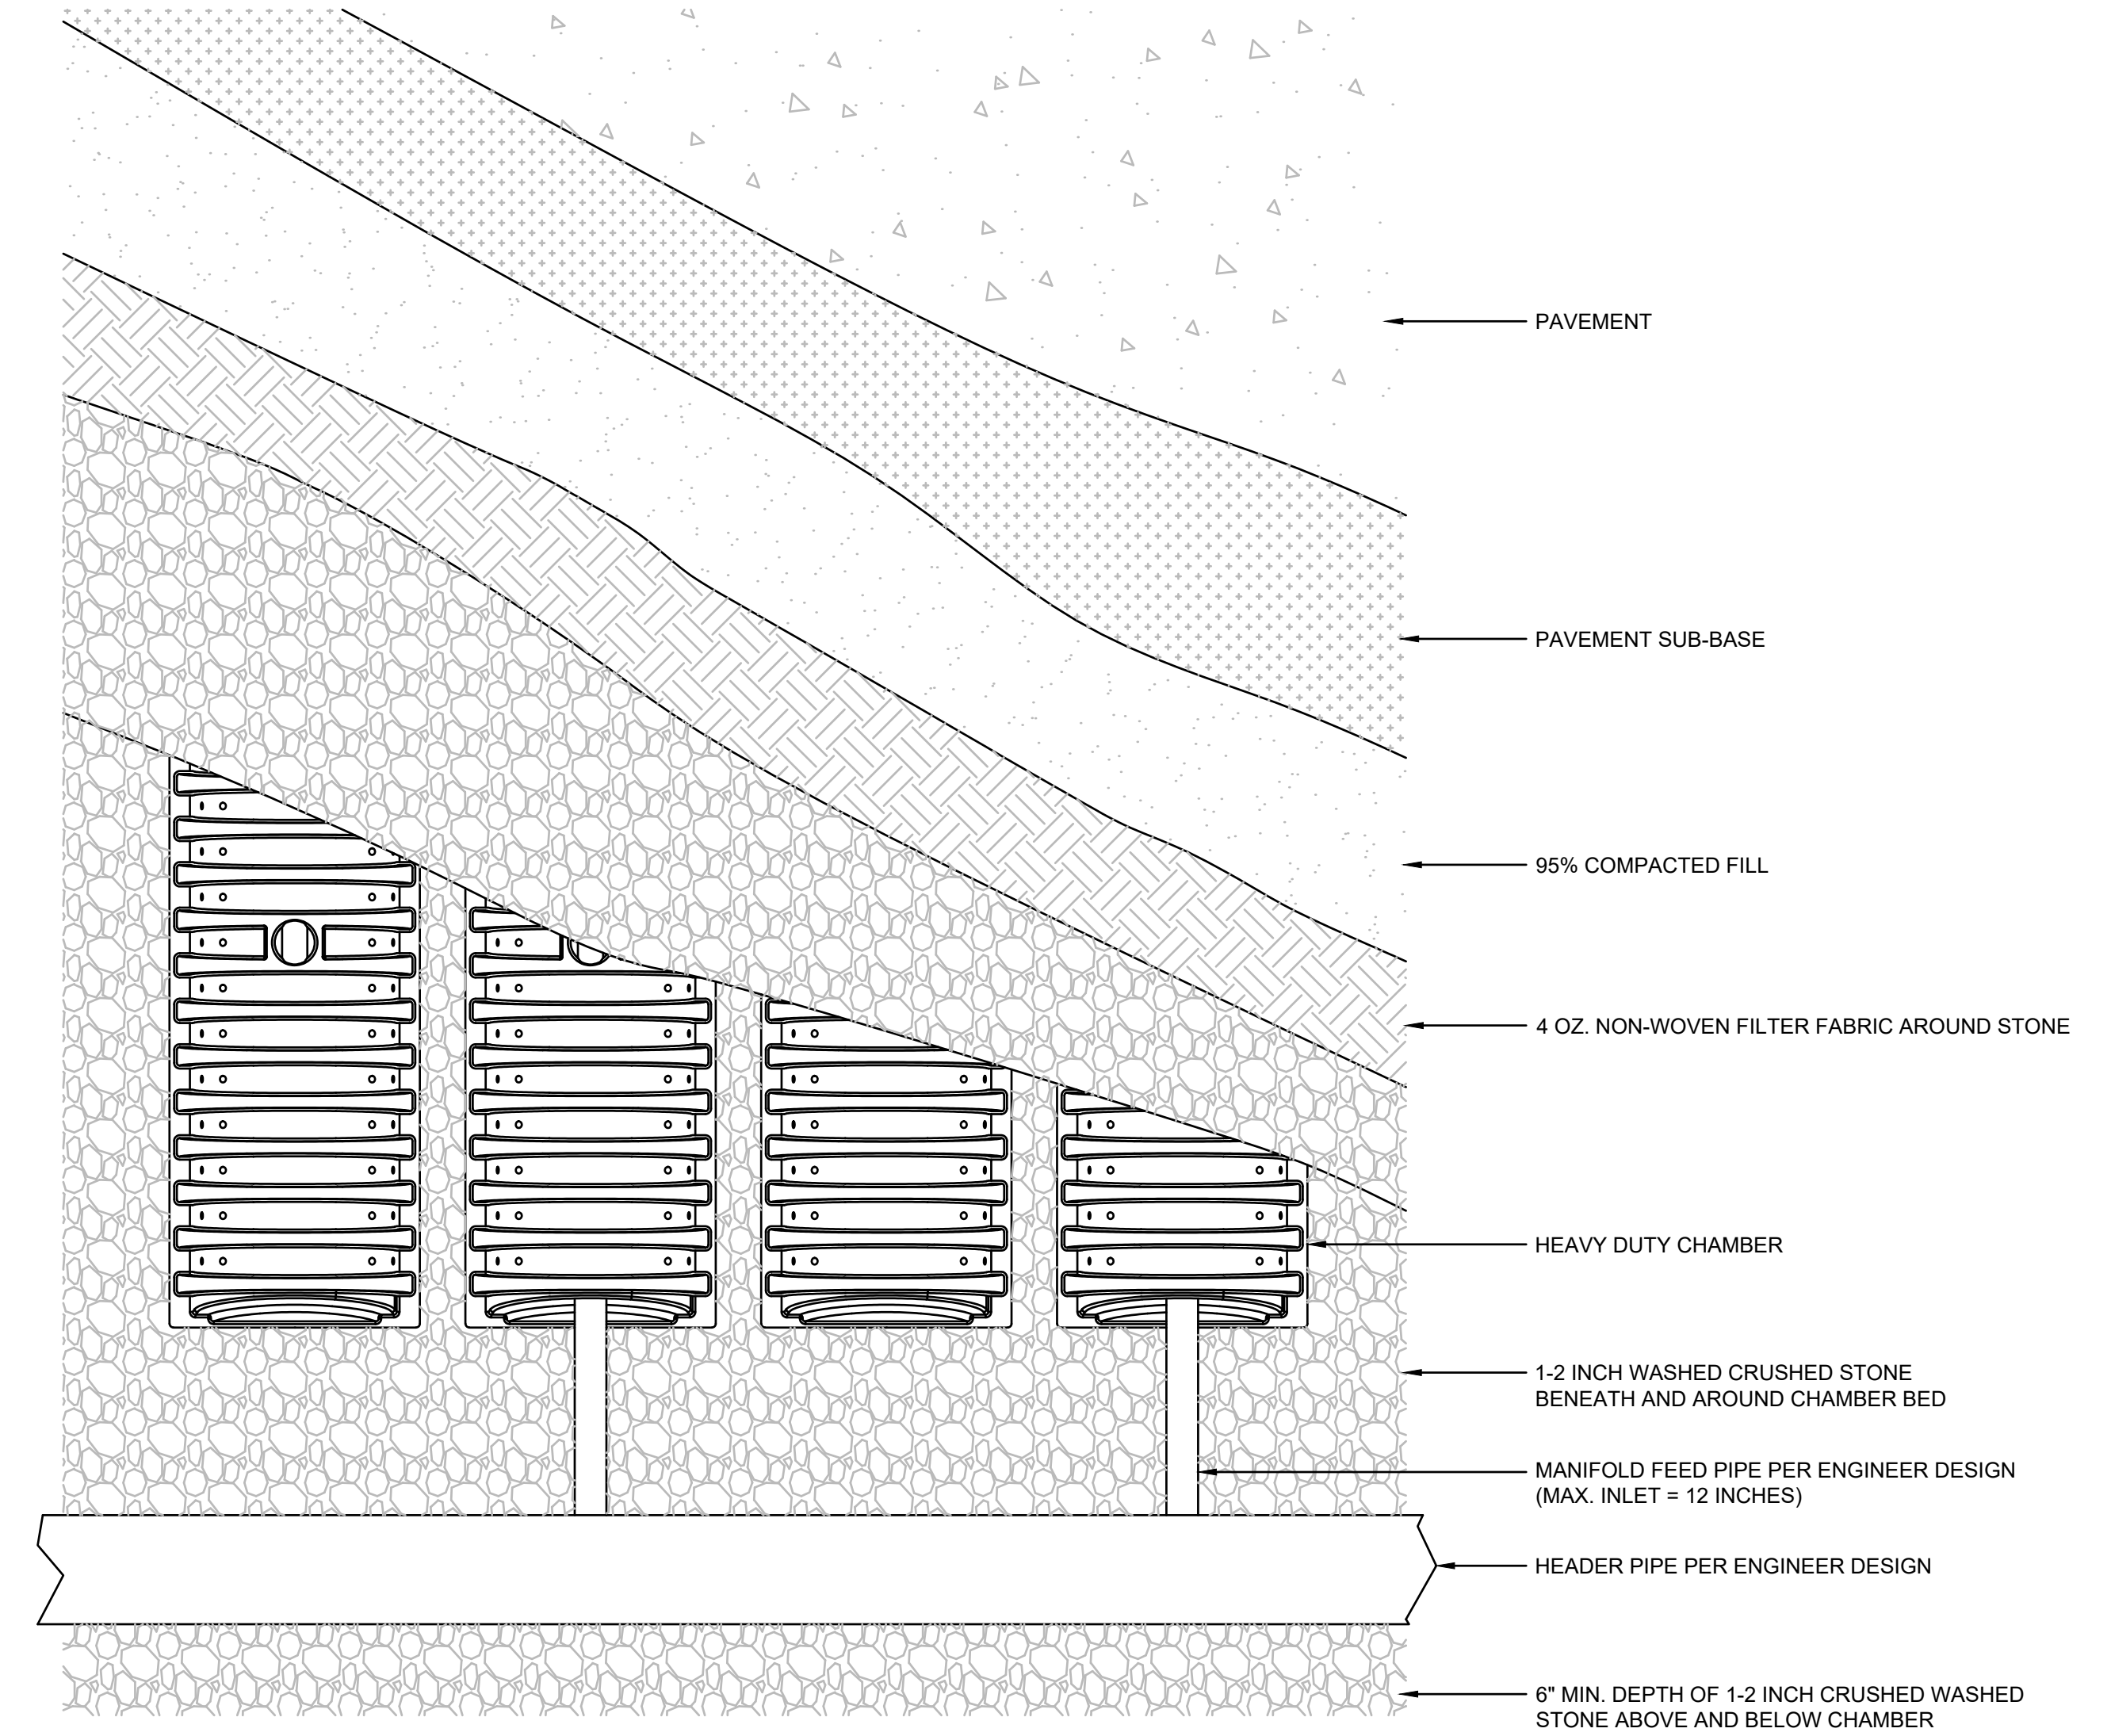 PAVEMENT
PAVEMENT SUB-BASE
95% COMPACTED FILL
4 OZ. NON-WOVEN FILTER FABRIC AROUND STONE
HEAVY DUTY CHAMBER
1-2 INCH WASHED CRUSHED STONE
BENEATH AND AROUND CHAMBER BED
MANIFOLD FEED PIPE PER ENGINEER DESIGN
(MAX. INLET = 12 INCHES)
HEADER PIPE PER ENGINEER DESIGN
6" MIN. DEPTH OF 1-2 INCH CRUSHED WASHED
STONE ABOVE AND BELOW CHAMBER